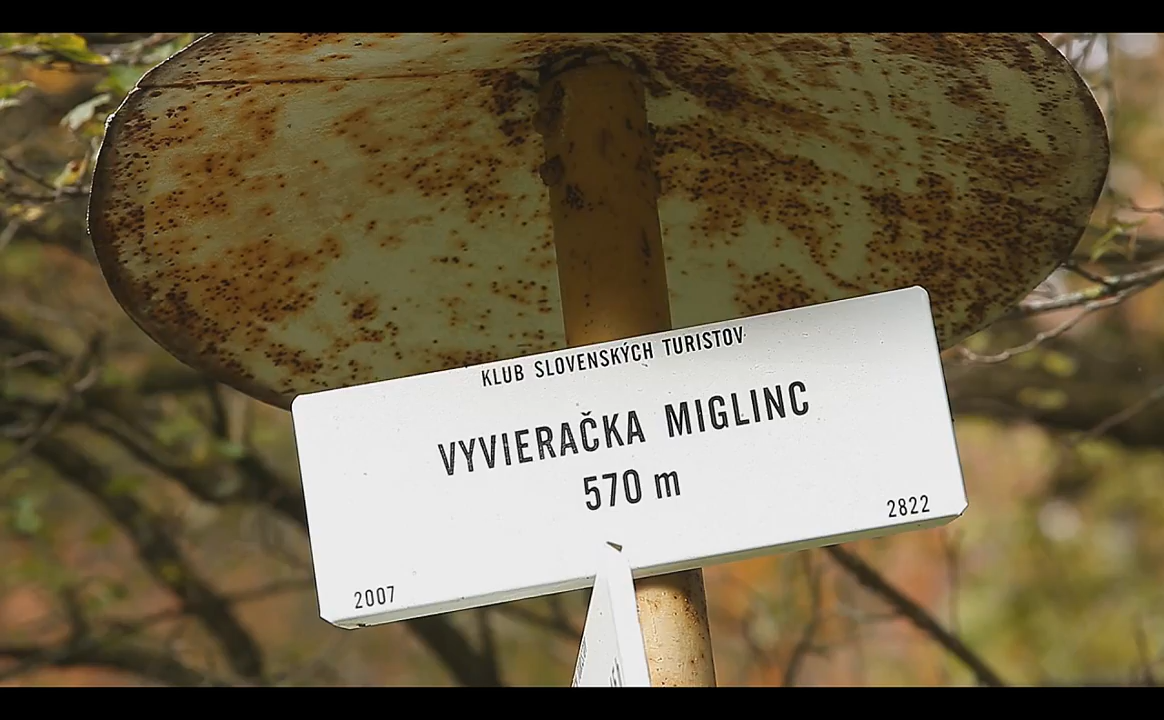 KLUB SLOVENSKÝCH TURISTOV
VYVIERAČKA MIGLINC
570 m
2822
2007